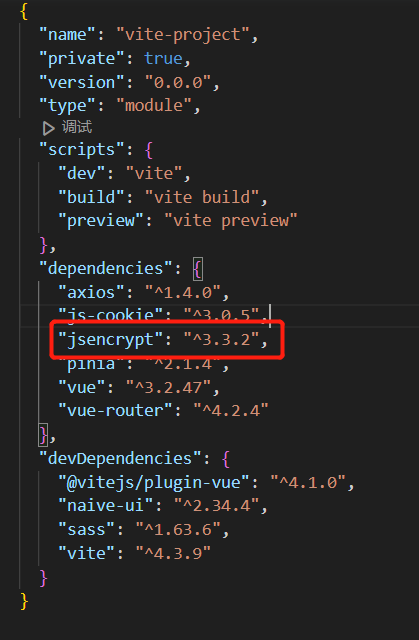 {
"name": "vite-project",
"private": true,
"version": "0.0.0",
"type": "module",
调试
"scripts": {
"dev": "vite",
"build": "vite build",
"preview": "vite preview"
},
"dependencies": {
"axios": "^1.4.0",
"js-cookie": "^3.0.5",
"jsencrypt": "^3.3.2",
"pinia": "^2.1.4",
"vue": "^3.2.47",
"vue-router": "^4.2.4"
},
"devDependencies": {
"@vitejs/plugin-vue": "^4.1.0",
"naive-ui": "^2.34.4",
"sass": "^1.63.6",
"vite": "^4.3.9"
}
}